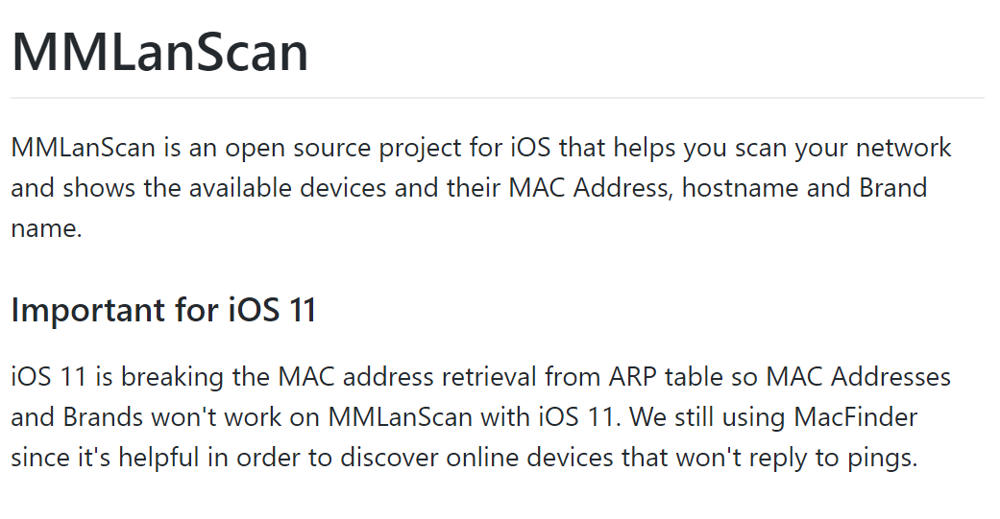 MMLanScan
MMLanScan is an open source project for iOS that helps you scan your network
and shows the available devices and their MAC Address, hostname and Brand
name.
Important for iOS 11
iOS 11 is breaking the MAC address retrieval from ARP table so MAC Addresses
and Brands won't work on MMLanScan with iOS 11. We still using MacFinder
since it's helpful in order to discover online devices that won't reply to pings.